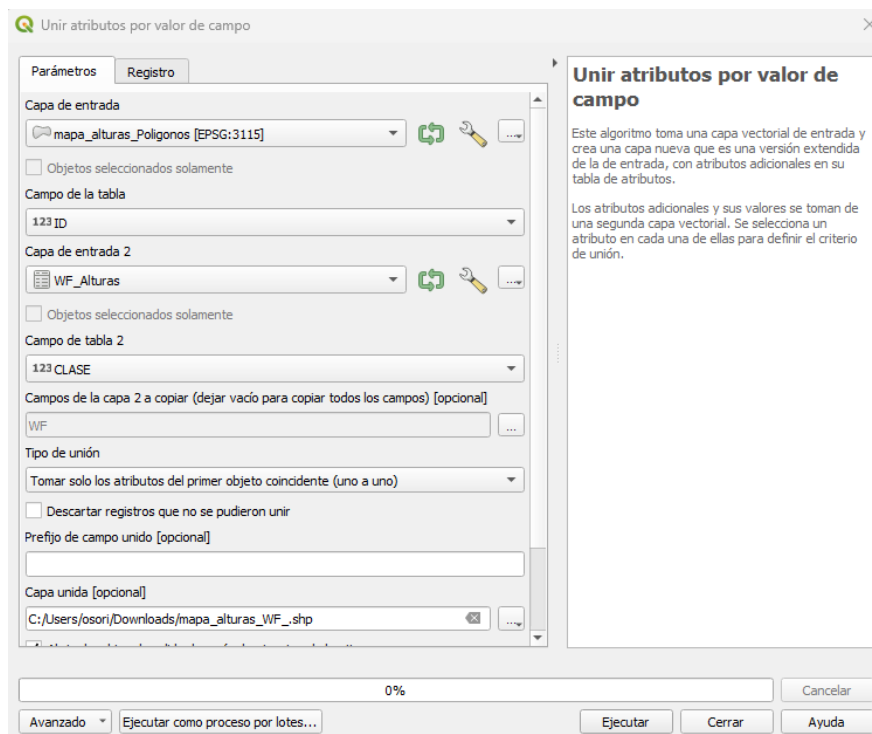 Unir atributos por valor de campo
Parámetros
Registro
Capa de entrada
mapa_alturas_Poligonos [EPSG:3115]
...
Objetos seleccionados solamente
Campo de la tabla
123 ID
Capa de entrada 2
WF_Alturas
...
Objetos seleccionados solamente
Campo de tabla 2
123 CLASE
Campos de la capa 2 a copiar (dejar vacío para copiar todos los campos) [opcional]
WF
...
Tipo de unión
Tomar solo los atributos del primer objeto coincidente (uno a uno)
Descartar registros que no se pudieron unir
Prefijo de campo unido [opcional]
Capa unida [opcional]
C:/Users/osori/Downloads/mapa_alturas_WF_.shp
...
Unir atributos por valor de
campo
Este algoritmo toma una capa vectorial de entrada y
crea una capa nueva que es una versión extendida
de la de entrada, con atributos adicionales en su
tabla de atributos.
Los atributos adicionales y sus valores se toman de
una segunda capa vectorial. Se selecciona un
atributo en cada una de ellas para definir el criterio
de unión.
0%
Cancelar
Avanzado
Ejecutar como proceso por lotes...
Ejecutar
Cerrar
Ayuda